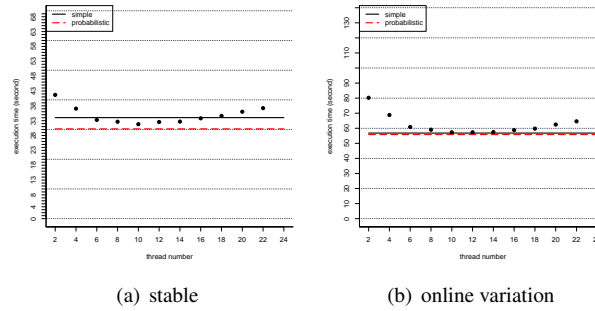 simple
probabilistic
execution time (second)
0 4 8 13 18 23 28 33 38 43 48 53 58 63 68
2 4 6 8 10 12 14 16 18 20 22 24
thread number
(a) stable
simple
probabilistic
execution time (second)
0 10 20 30 40 50 60 70 80 90 100 120 140
2 4 6 8 10 12 14 16 18 20 22
thread number
(b) online variation